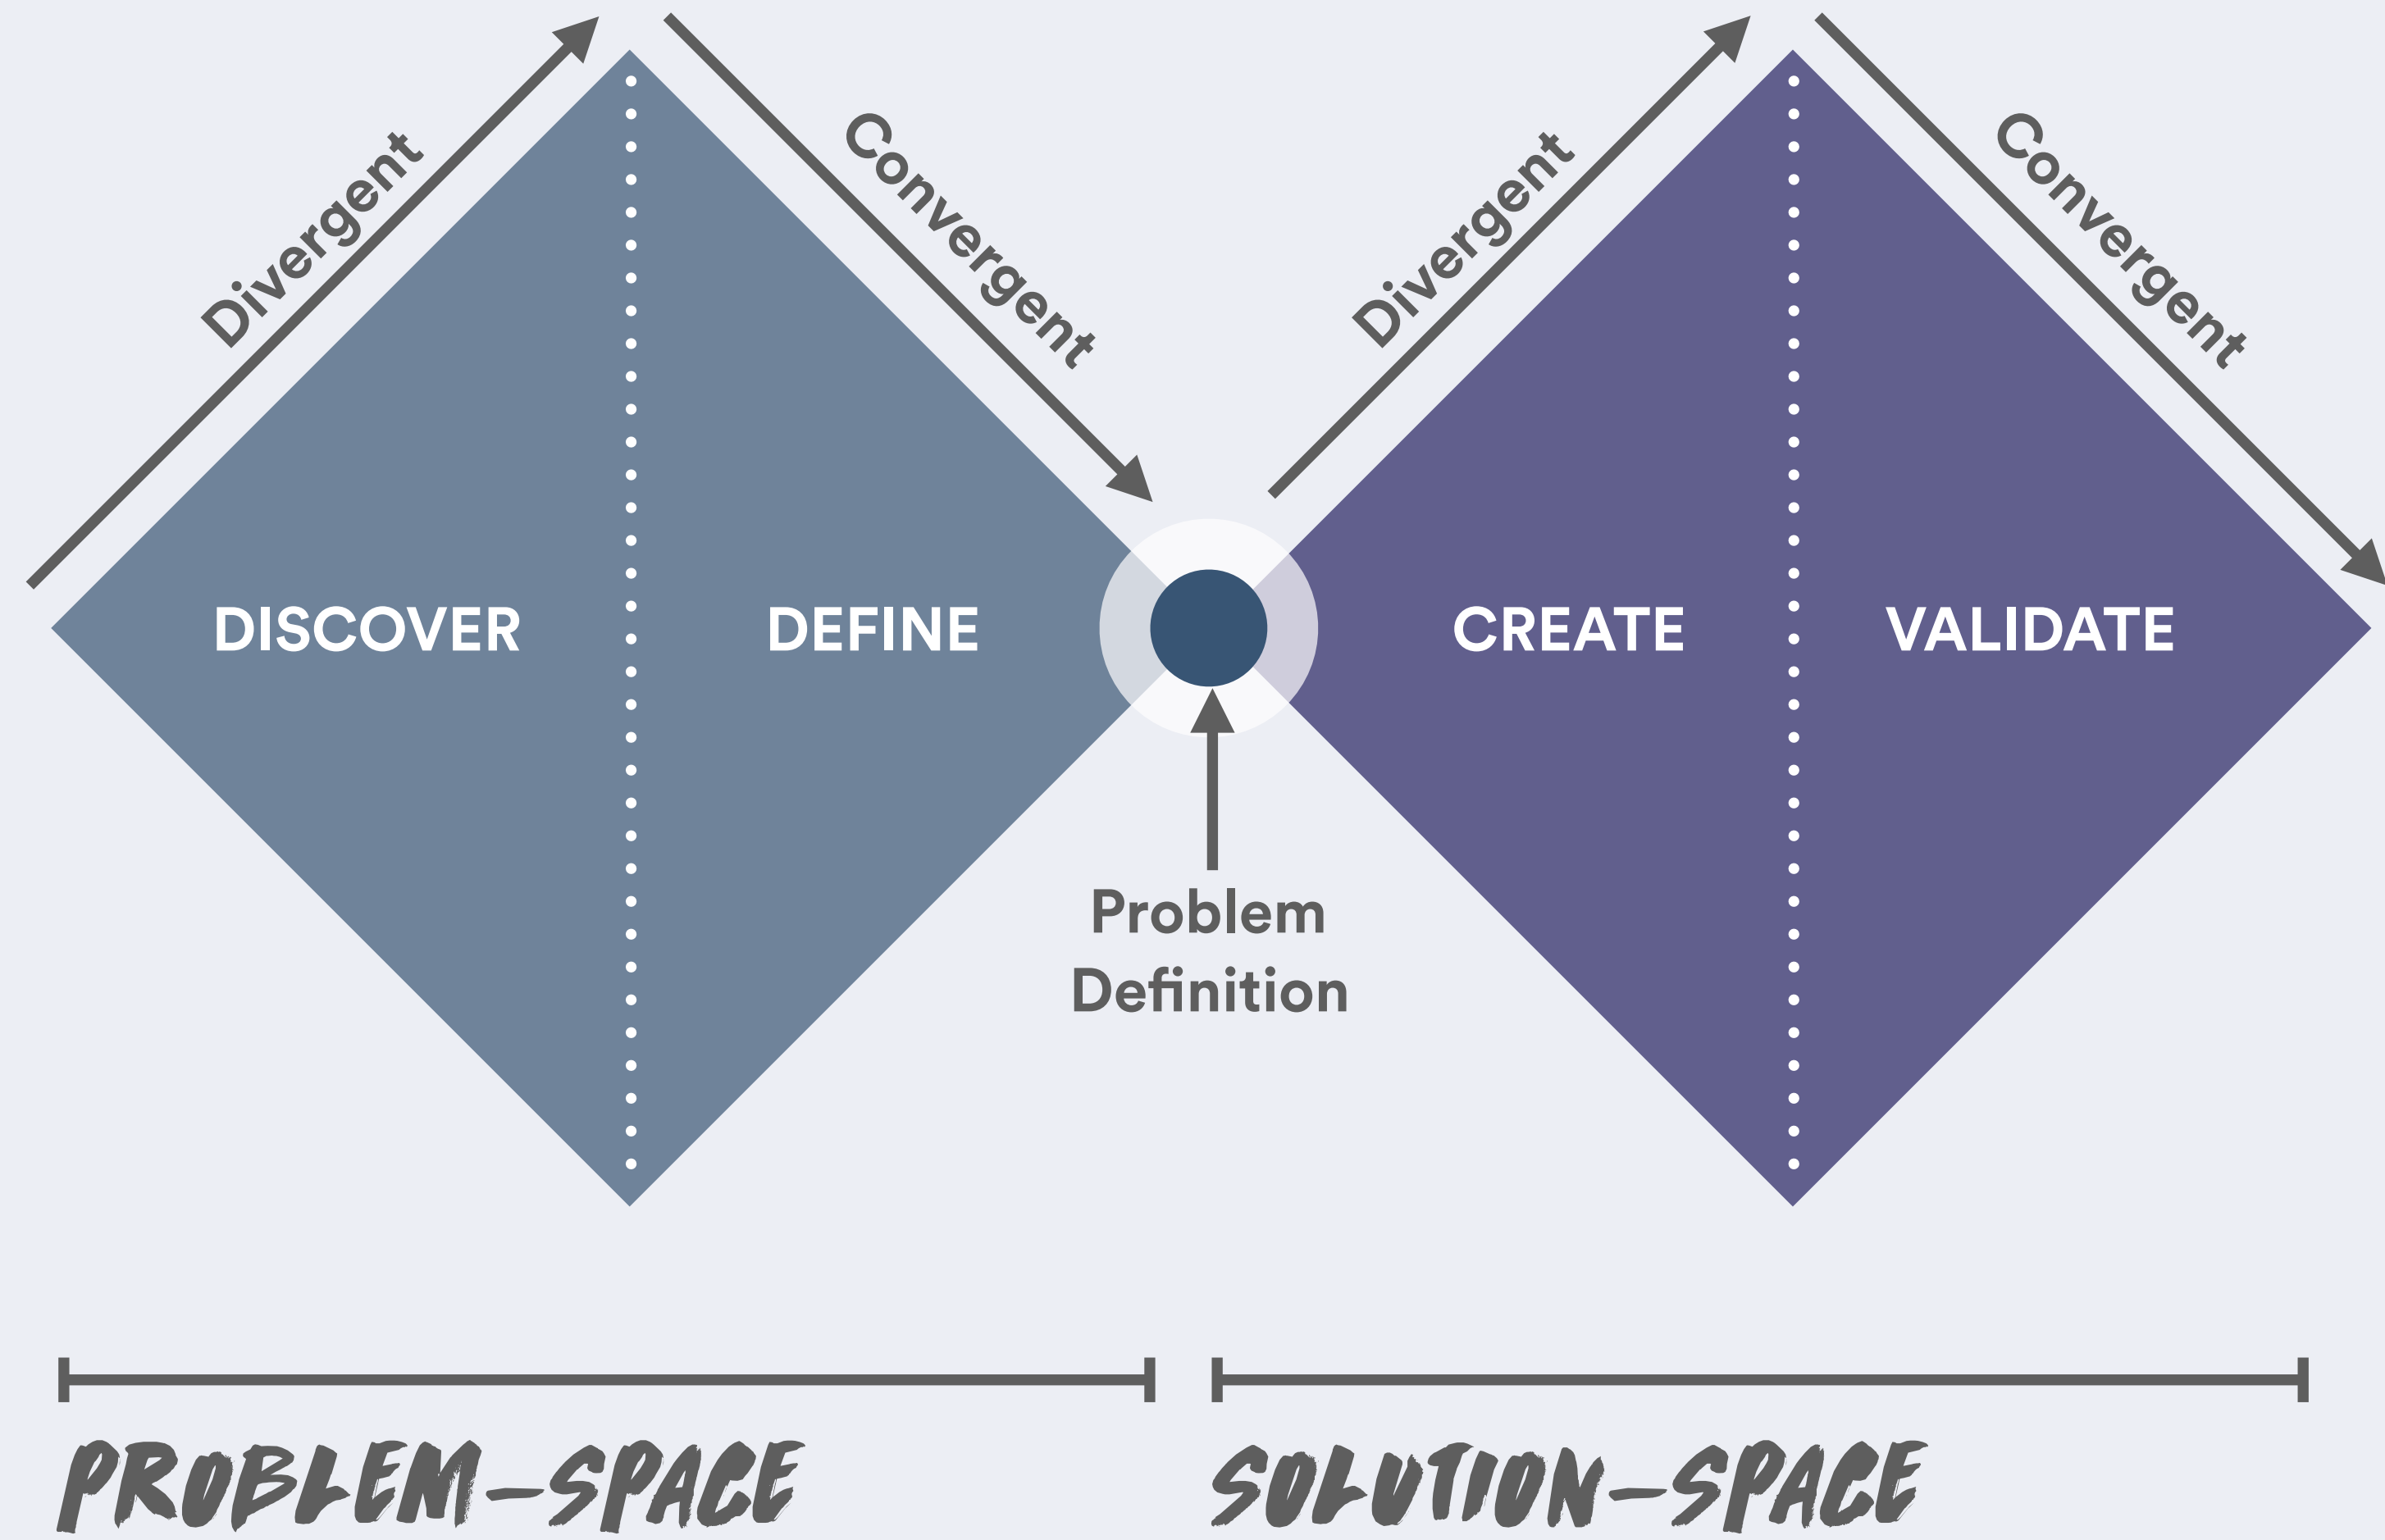 Divergent
Convergent
Divergent
Convergent
DISCOVER
DEFINE
CREATE
VALIDATE
Problem
Definition
PROBLEM-SPACE
SOLUTION-SPACE